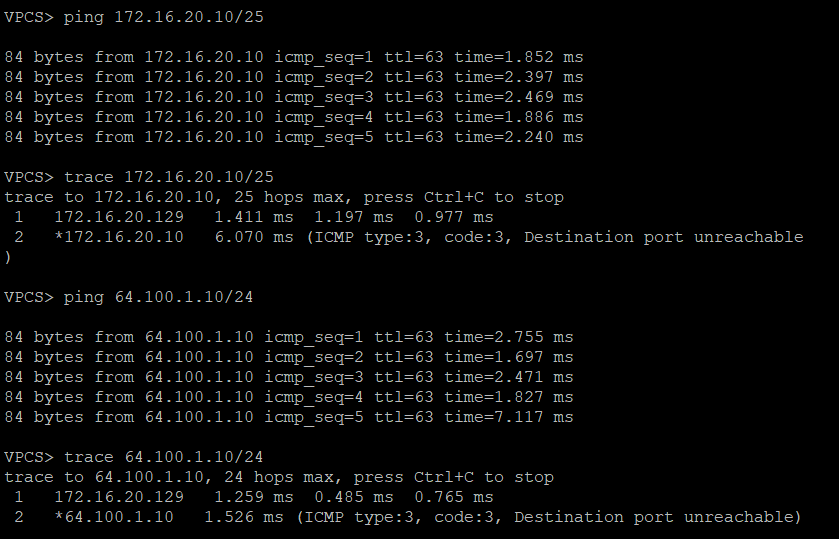 VPCS> ping 172.16.20.10/25
84 bytes from 172.16.20.10 icmp_seq=1 ttl=63 time=1.852 ms
84 bytes from 172.16.20.10 icmp_seq=2 ttl=63 time=2.397 ms
84 bytes from 172.16.20.10 icmp_seq=3 ttl=63 time=2.469 ms
84 bytes from 172.16.20.10 icmp_seq=4 ttl=63 time=1.886 ms
84 bytes from 172.16.20.10 icmp_seq=5 ttl=63 time=2.240 ms
VPCS> trace 172.16.20.10/25
trace to 172.16.20.10, 25 hops max, press Ctrl+C to stop
1   172.16.20.129   1.411 ms  1.197 ms  0.977 ms
2   *172.16.20.10   6.070 ms (ICMP type:3, code:3, Destination port unreachable
)
VPCS> ping 64.100.1.10/24
84 bytes from 64.100.1.10 icmp_seq=1 ttl=63 time=2.755 ms
84 bytes from 64.100.1.10 icmp_seq=2 ttl=63 time=1.697 ms
84 bytes from 64.100.1.10 icmp_seq=3 ttl=63 time=2.471 ms
84 bytes from 64.100.1.10 icmp_seq=4 ttl=63 time=1.827 ms
84 bytes from 64.100.1.10 icmp_seq=5 ttl=63 time=7.117 ms
VPCS> trace 64.100.1.10/24
trace to 64.100.1.10, 24 hops max, press Ctrl+C to stop
1   172.16.20.129   1.259 ms  0.485 ms  0.765 ms
2   *64.100.1.10   1.526 ms (ICMP type:3, code:3, Destination port unreachable)